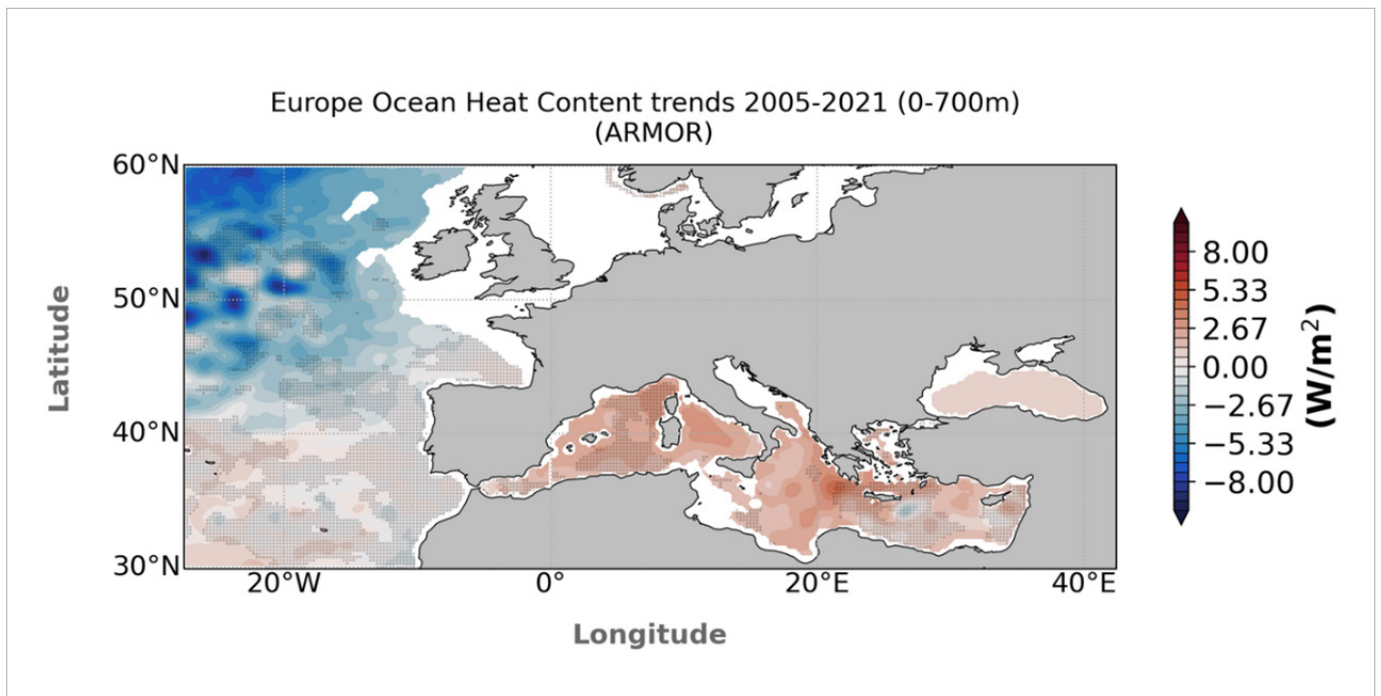 Europe Ocean Heat Content trends 2005-2021 (0-700m)
(ARMOR)
60°N
50°N
40°N
30°N
Latitude
20°W
0°
20°E
40°E
Longitude
8.00
5.33
2.67
0.00
−2.67
−5.33
−8.00
(W/m²)